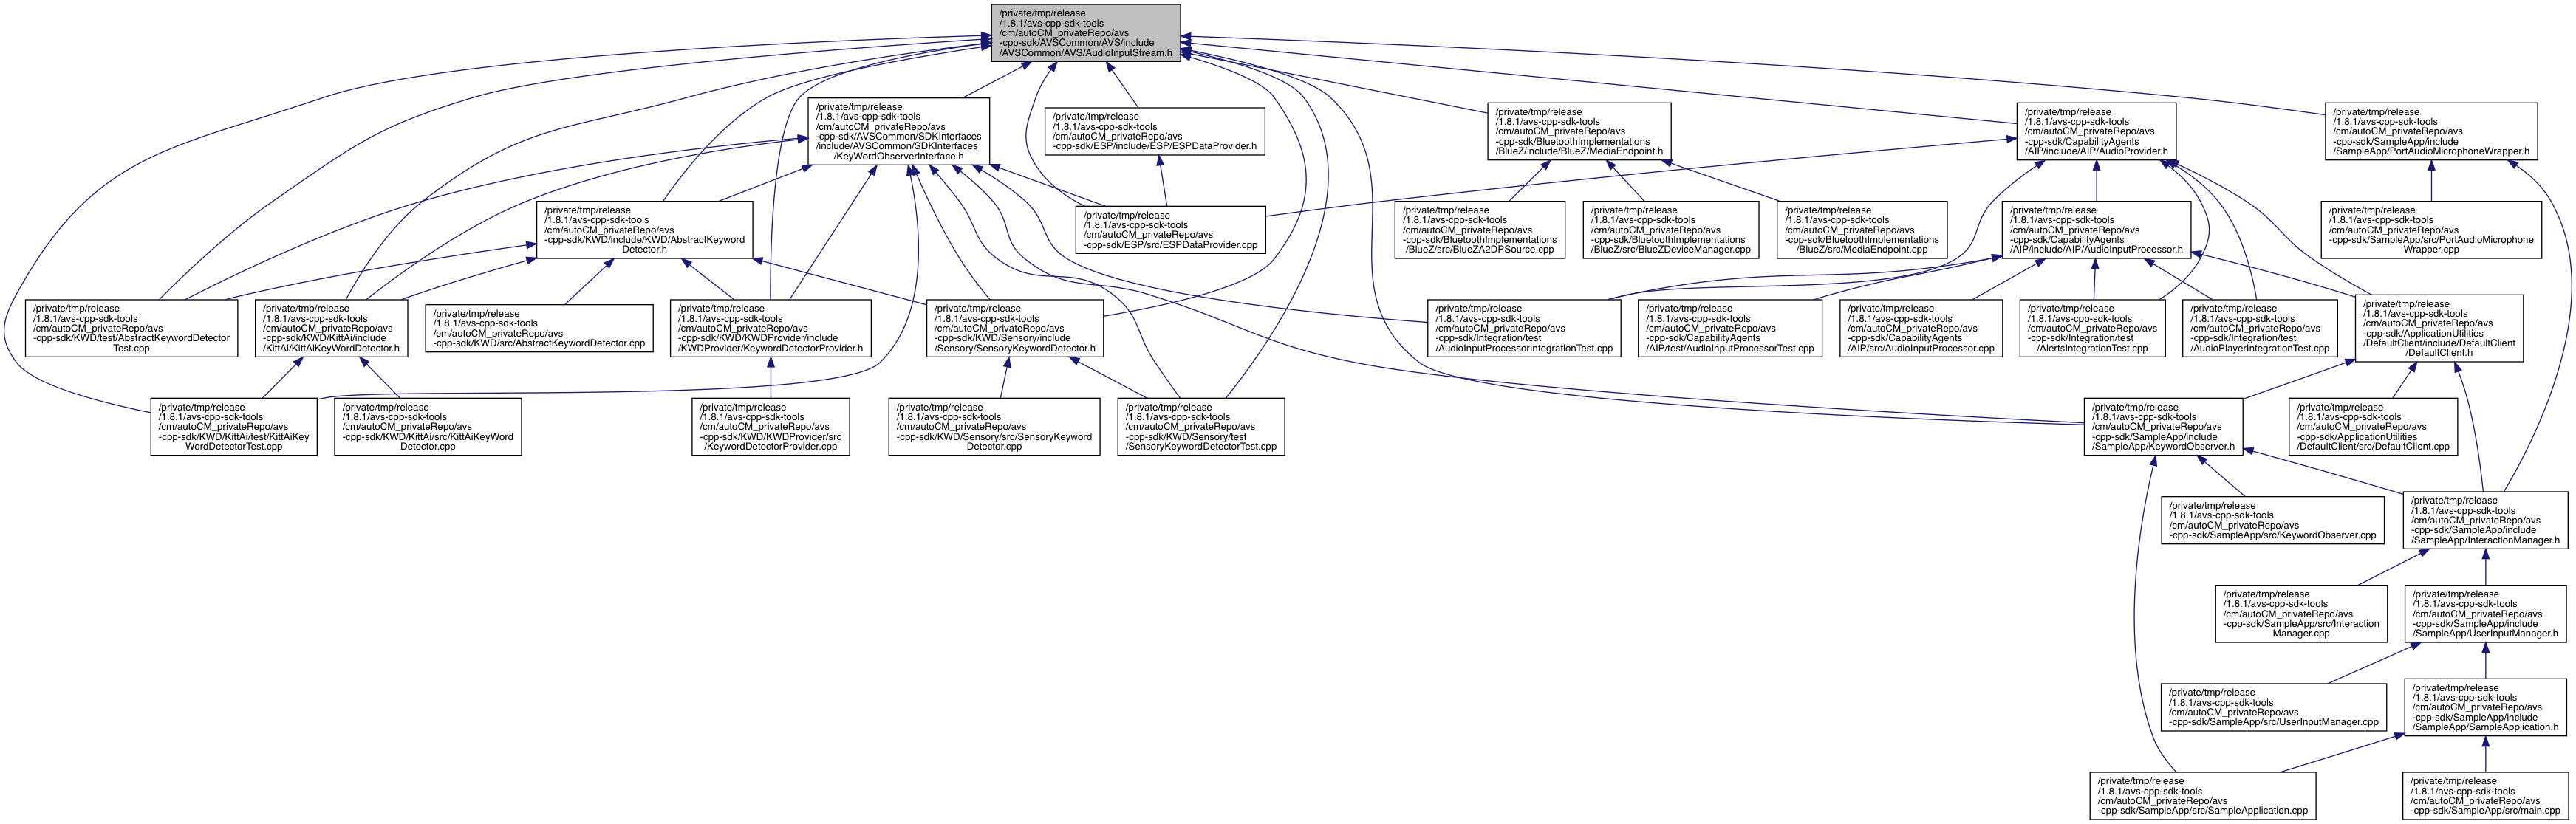 /private/tmp/release
/1.8.1/avs-cpp-sdk-tools
/cm/autoCM_privateRepo/avs
-cpp-sdk/AVSCommon/AVS/include
/AVSCommon/AVS/AudioInputStream.h
/private/tmp/release
/1.8.1/avs-cpp-sdk-tools
/cm/autoCM_privateRepo/avs
-cpp-sdk/AVSCommon/SDKInterfaces
/include/AVSCommon/SDKInterfaces
/KeyWordObserverInterface.h
/private/tmp/release
/1.8.1/avs-cpp-sdk-tools
/cm/autoCM_privateRepo/avs
-cpp-sdk/ESP/include/ESP/ESPDataProvider.h
/private/tmp/release
/1.8.1/avs-cpp-sdk-tools
/cm/autoCM_privateRepo/avs
-cpp-sdk/BluetoothImplementations
/BlueZ/include/BlueZ/MediaEndpoint.h
/private/tmp/release
/1.8.1/avs-cpp-sdk-tools
/cm/autoCM_privateRepo/avs
-cpp-sdk/CapabilityAgents
/AIP/include/AIP/AudioProvider.h
/private/tmp/release
/1.8.1/avs-cpp-sdk-tools
/cm/autoCM_privateRepo/avs
-cpp-sdk/SampleApp/include
/SampleApp/PortAudioMicrophoneWrapper.h
/private/tmp/release
/1.8.1/avs-cpp-sdk-tools
/cm/autoCM_privateRepo/avs
-cpp-sdk/KWD/include/KWD/AbstractKeyword
Detector.h
/private/tmp/release
/1.8.1/avs-cpp-sdk-tools
/cm/autoCM_privateRepo/avs
-cpp-sdk/ESP/src/ESPDataProvider.cpp
/private/tmp/release
/1.8.1/avs-cpp-sdk-tools
/cm/autoCM_privateRepo/avs
-cpp-sdk/BluetoothImplementations
/BlueZ/src/BlueZA2DPSource.cpp
/private/tmp/release
/1.8.1/avs-cpp-sdk-tools
/cm/autoCM_privateRepo/avs
-cpp-sdk/BluetoothImplementations
/BlueZ/src/BlueZDeviceManager.cpp
/private/tmp/release
/1.8.1/avs-cpp-sdk-tools
/cm/autoCM_privateRepo/avs
-cpp-sdk/BluetoothImplementations
/BlueZ/src/MediaEndpoint.cpp
/private/tmp/release
/1.8.1/avs-cpp-sdk-tools
/cm/autoCM_privateRepo/avs
-cpp-sdk/CapabilityAgents
/AIP/include/AIP/AudioInputProcessor.h
/private/tmp/release
/1.8.1/avs-cpp-sdk-tools
/cm/autoCM_privateRepo/avs
-cpp-sdk/SampleApp/src/PortAudioMicrophone
Wrapper.cpp
/private/tmp/release
/1.8.1/avs-cpp-sdk-tools
/cm/autoCM_privateRepo/avs
-cpp-sdk/KWD/test/AbstractKeywordDetector
Test.cpp
/private/tmp/release
/1.8.1/avs-cpp-sdk-tools
/cm/autoCM_privateRepo/avs
-cpp-sdk/KWD/KittAi/include
/KittAi/KittAiKeyWordDetector.h
/private/tmp/release
/1.8.1/avs-cpp-sdk-tools
/cm/autoCM_privateRepo/avs
-cpp-sdk/KWD/src/AbstractKeywordDetector.cpp
/private/tmp/release
/1.8.1/avs-cpp-sdk-tools
/cm/autoCM_privateRepo/avs
-cpp-sdk/KWD/KWDProvider/include
/KWDProvider/KeywordDetectorProvider.h
/private/tmp/release
/1.8.1/avs-cpp-sdk-tools
/cm/autoCM_privateRepo/avs
-cpp-sdk/KWD/Sensory/include
/Sensory/SensoryKeywordDetector.h
/private/tmp/release
/1.8.1/avs-cpp-sdk-tools
/cm/autoCM_privateRepo/avs
-cpp-sdk/Integration/test
/AudioInputProcessorIntegrationTest.cpp
/private/tmp/release
/1.8.1/avs-cpp-sdk-tools
/cm/autoCM_privateRepo/avs
-cpp-sdk/CapabilityAgents
/AIP/test/AudioInputProcessorTest.cpp
/private/tmp/release
/1.8.1/avs-cpp-sdk-tools
/cm/autoCM_privateRepo/avs
-cpp-sdk/CapabilityAgents
/AIP/src/AudioInputProcessor.cpp
/private/tmp/release
/1.8.1/avs-cpp-sdk-tools
/cm/autoCM_privateRepo/avs
-cpp-sdk/Integration/test
/AlertsIntegrationTest.cpp
/private/tmp/release
/1.8.1/avs-cpp-sdk-tools
/cm/autoCM_privateRepo/avs
-cpp-sdk/Integration/test
/AudioPlayerIntegrationTest.cpp
/private/tmp/release
/1.8.1/avs-cpp-sdk-tools
/cm/autoCM_privateRepo/avs
-cpp-sdk/ApplicationUtilities
/DefaultClient/include/DefaultClient
/DefaultClient.h
/private/tmp/release
/1.8.1/avs-cpp-sdk-tools
/cm/autoCM_privateRepo/avs
-cpp-sdk/KWD/KittAi/test/KittAiKey
WordDetectorTest.cpp
/private/tmp/release
/1.8.1/avs-cpp-sdk-tools
/cm/autoCM_privateRepo/avs
-cpp-sdk/KWD/KittAi/src/KittAiKeyWord
Detector.cpp
/private/tmp/release
/1.8.1/avs-cpp-sdk-tools
/cm/autoCM_privateRepo/avs
-cpp-sdk/KWD/KWDProvider/src
/KeywordDetectorProvider.cpp
/private/tmp/release
/1.8.1/avs-cpp-sdk-tools
/cm/autoCM_privateRepo/avs
-cpp-sdk/KWD/Sensory/src/SensoryKeyword
Detector.cpp
/private/tmp/release
/1.8.1/avs-cpp-sdk-tools
/cm/autoCM_privateRepo/avs
-cpp-sdk/KWD/Sensory/test
/SensoryKeywordDetectorTest.cpp
/private/tmp/release
/1.8.1/avs-cpp-sdk-tools
/cm/autoCM_privateRepo/avs
-cpp-sdk/SampleApp/include
/SampleApp/KeywordObserver.h
/private/tmp/release
/1.8.1/avs-cpp-sdk-tools
/cm/autoCM_privateRepo/avs
-cpp-sdk/ApplicationUtilities
/DefaultClient/src/DefaultClient.cpp
/private/tmp/release
/1.8.1/avs-cpp-sdk-tools
/cm/autoCM_privateRepo/avs
-cpp-sdk/SampleApp/src/KeywordObserver.cpp
/private/tmp/release
/1.8.1/avs-cpp-sdk-tools
/cm/autoCM_privateRepo/avs
-cpp-sdk/SampleApp/include
/SampleApp/InteractionManager.h
/private/tmp/release
/1.8.1/avs-cpp-sdk-tools
/cm/autoCM_privateRepo/avs
-cpp-sdk/SampleApp/src/Interaction
Manager.cpp
/private/tmp/release
/1.8.1/avs-cpp-sdk-tools
/cm/autoCM_privateRepo/avs
-cpp-sdk/SampleApp/include
/SampleApp/UserInputManager.h
/private/tmp/release
/1.8.1/avs-cpp-sdk-tools
/cm/autoCM_privateRepo/avs
-cpp-sdk/SampleApp/src/UserInputManager.cpp
/private/tmp/release
/1.8.1/avs-cpp-sdk-tools
/cm/autoCM_privateRepo/avs
-cpp-sdk/SampleApp/include
/SampleApp/SampleApplication.h
/private/tmp/release
/1.8.1/avs-cpp-sdk-tools
/cm/autoCM_privateRepo/avs
-cpp-sdk/SampleApp/src/SampleApplication.cpp
/private/tmp/release
/1.8.1/avs-cpp-sdk-tools
/cm/autoCM_privateRepo/avs
-cpp-sdk/SampleApp/src/main.cpp